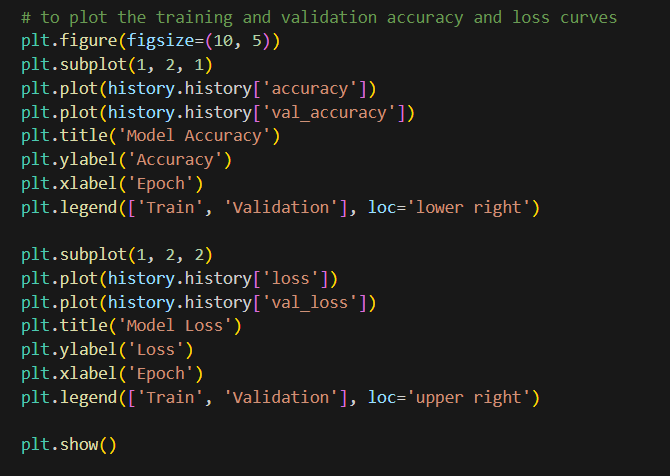 # to plot the training and validation accuracy and loss curves
plt.figure(figsize=(10, 5))
plt.subplot(1, 2, 1)
plt.plot(history.history['accuracy'])
plt.plot(history.history['val_accuracy'])
plt.title('Model Accuracy')
plt.ylabel('Accuracy')
plt.xlabel('Epoch')
plt.legend(['Train', 'Validation'], loc='lower right')

plt.subplot(1, 2, 2)
plt.plot(history.history['loss'])
plt.plot(history.history['val_loss'])
plt.title('Model Loss')
plt.ylabel('Loss')
plt.xlabel('Epoch')
plt.legend(['Train', 'Validation'], loc='upper right')

plt.show()